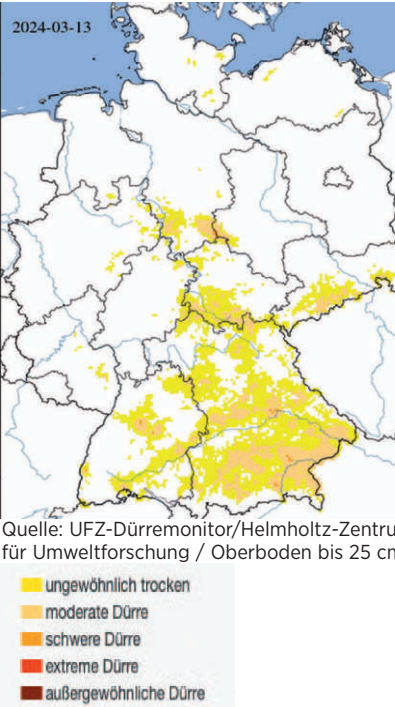 2024-03-13
Quelle: UFZ-Dürremonitor/Helmholtz-Zentru
für Umweltforschung / Oberboden bis 25 cm
ungewöhnlich trocken
moderate Dürre
schwere Dürre
extreme Dürre
außergewöhnliche Dürre